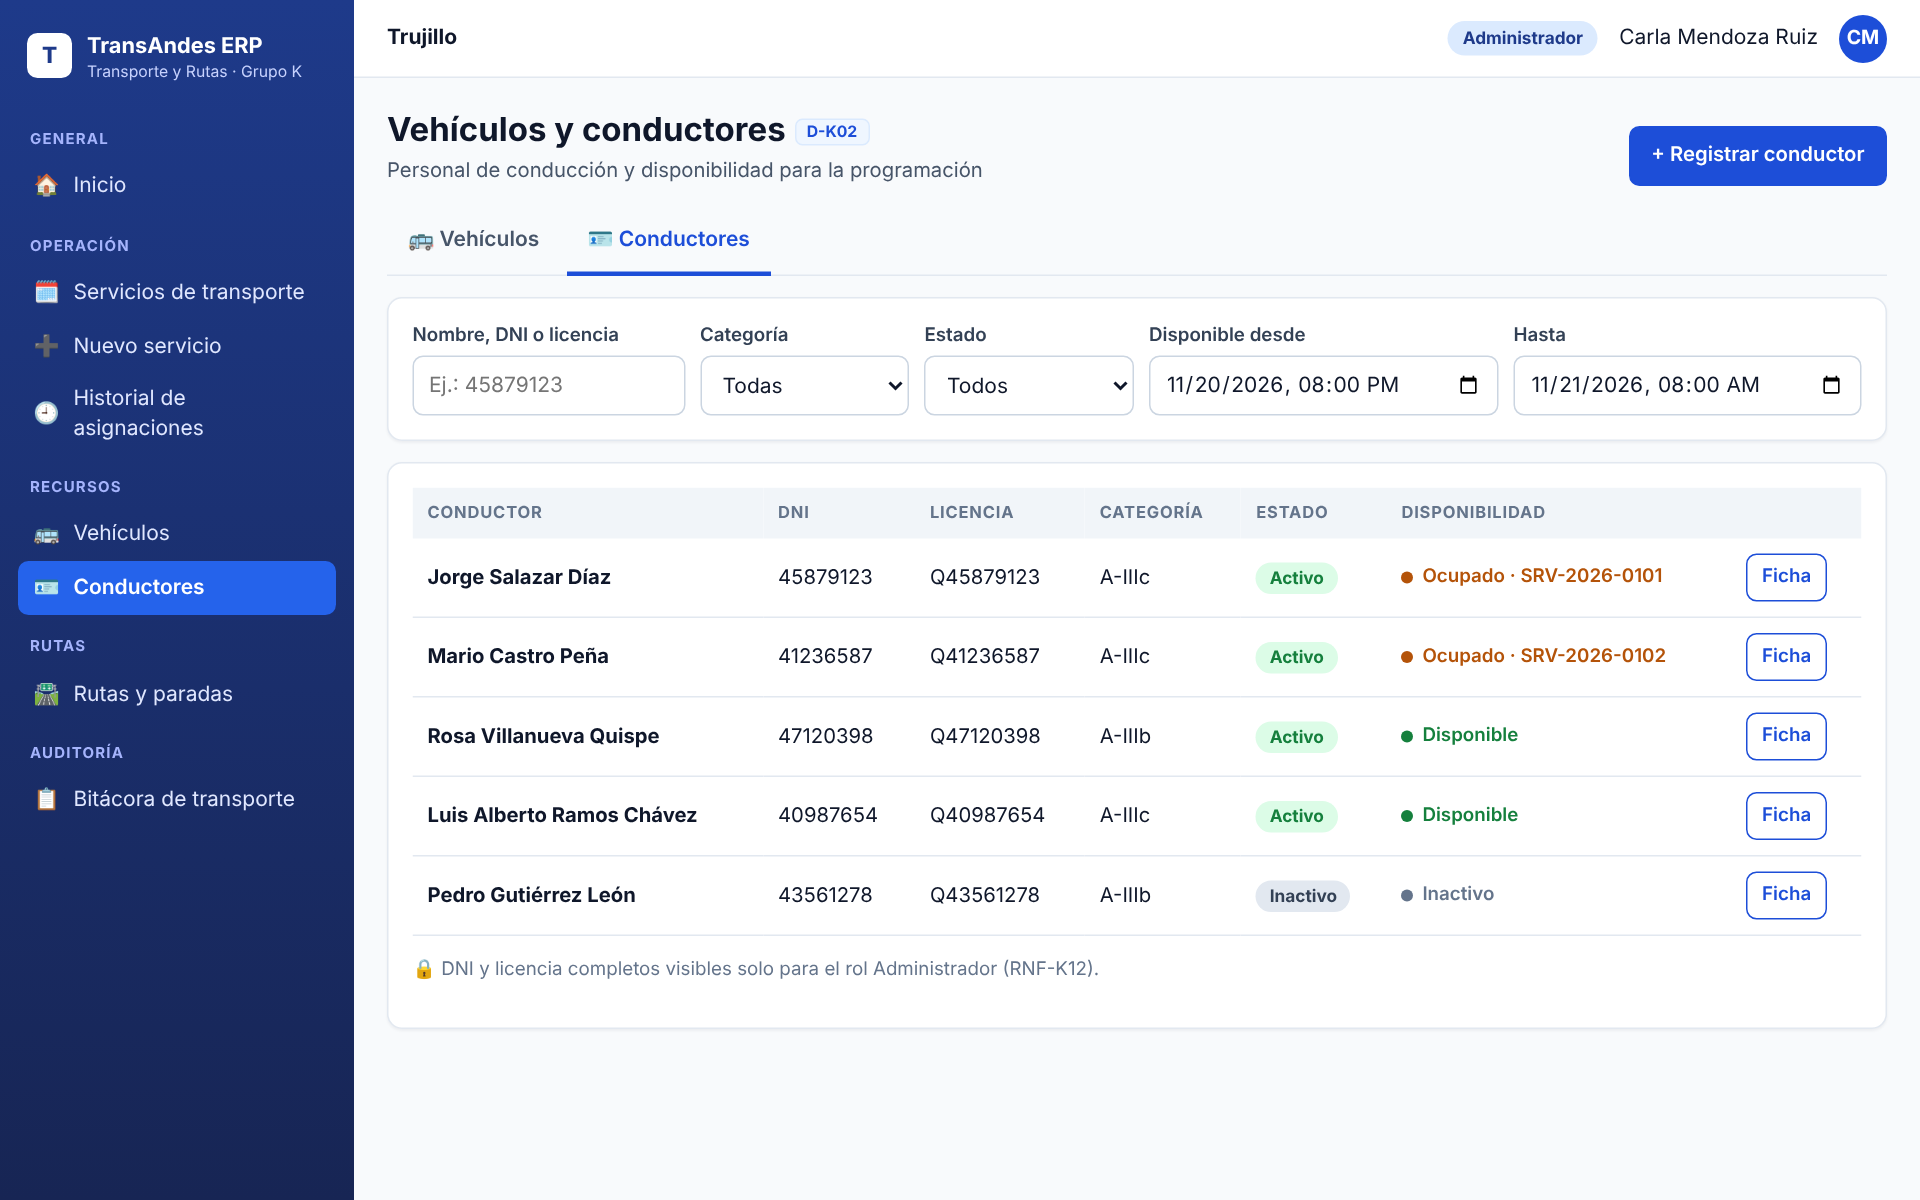 T
TransAndes ERP
Transporte y Rutas · Grupo K
GENERAL
Inicio
OPERACIÓN
Servicios de transporte
Nuevo servicio
Historial de
asignaciones
RECURSOS
Vehículos
Conductores
RUTAS
Rutas y paradas
AUDITORÍA
Bitácora de transporte
Trujillo
Administrador
Carla Mendoza Ruiz
CM
Vehículos y conductores
D-K02
Personal de conducción y disponibilidad para la programación
+ Registrar conductor
Vehículos
Conductores
Nombre, DNI o licencia
Categoría
Estado
Disponible desde
Hasta
Ej.: 45879123
Todas
Todos
11/20/2026, 08:00 PM
11/21/2026, 08:00 AM
CONDUCTOR DNI LICENCIA CATEGORÍA ESTADO DISPONIBILIDAD
Jorge Salazar Díaz 45879123 Q45879123 A-IIIc Activo Ocupado · SRV-2026-0101 Ficha
Mario Castro Peña 41236587 Q41236587 A-IIIc Activo Ocupado · SRV-2026-0102 Ficha
Rosa Villanueva Quispe 47120398 Q47120398 A-IIIb Activo Disponible Ficha
Luis Alberto Ramos Chávez 40987654 Q40987654 A-IIIc Activo Disponible Ficha
Pedro Gutiérrez León 43561278 Q43561278 A-IIIb Inactivo Inactivo Ficha
DNI y licencia completos visibles solo para el rol Administrador (RNF-K12).